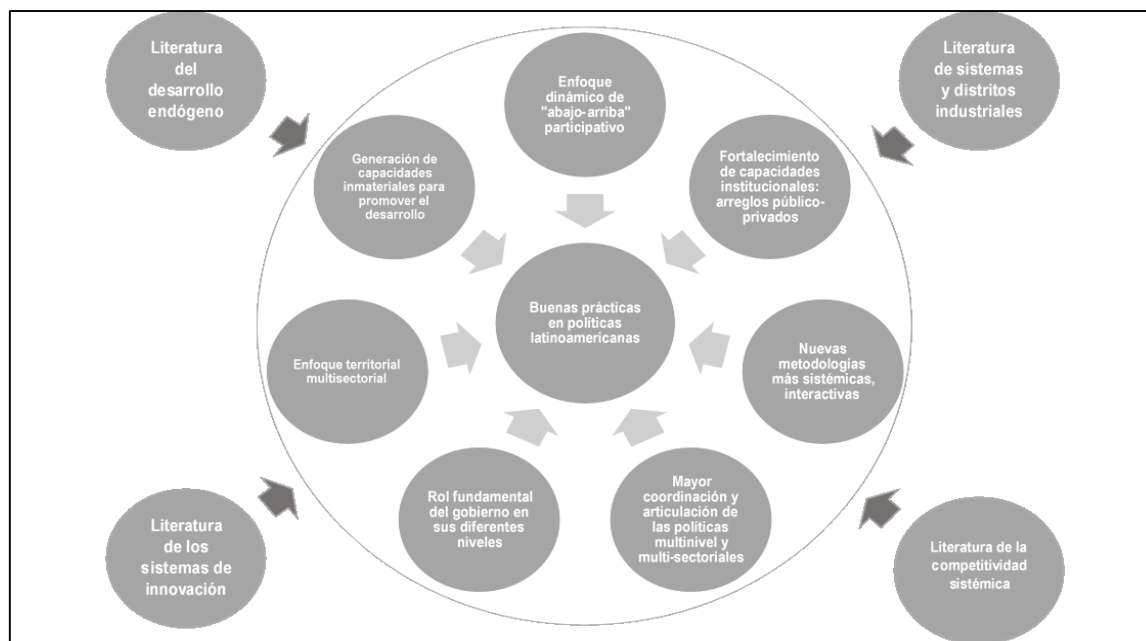 Literatura
del
desarrollo
endógeno
Enfoque
dinámico de
"abajo-arriba"
participativo
Literatura
de sistemas
y distritos
industriales
Generación de
capacidades
inmateriales para
promover el
desarrollo
Fortalecimiento
de capacidades
institucionales:
arreglos público-
privados
Buenas prácticas
en políticas
latinoamericanas
Enfoque territorial
multisectorial
Nuevas
metodologías
más sistémicas,
interactivas
Rol fundamental
del gobierno en
sus diferentes
niveles
Mayor
coordinación y
articulación de
las políticas
multinivel y
multi-sectoriales
Literatura
de los
sistemas de
innovación
Literatura de la
competitividad
sistémica